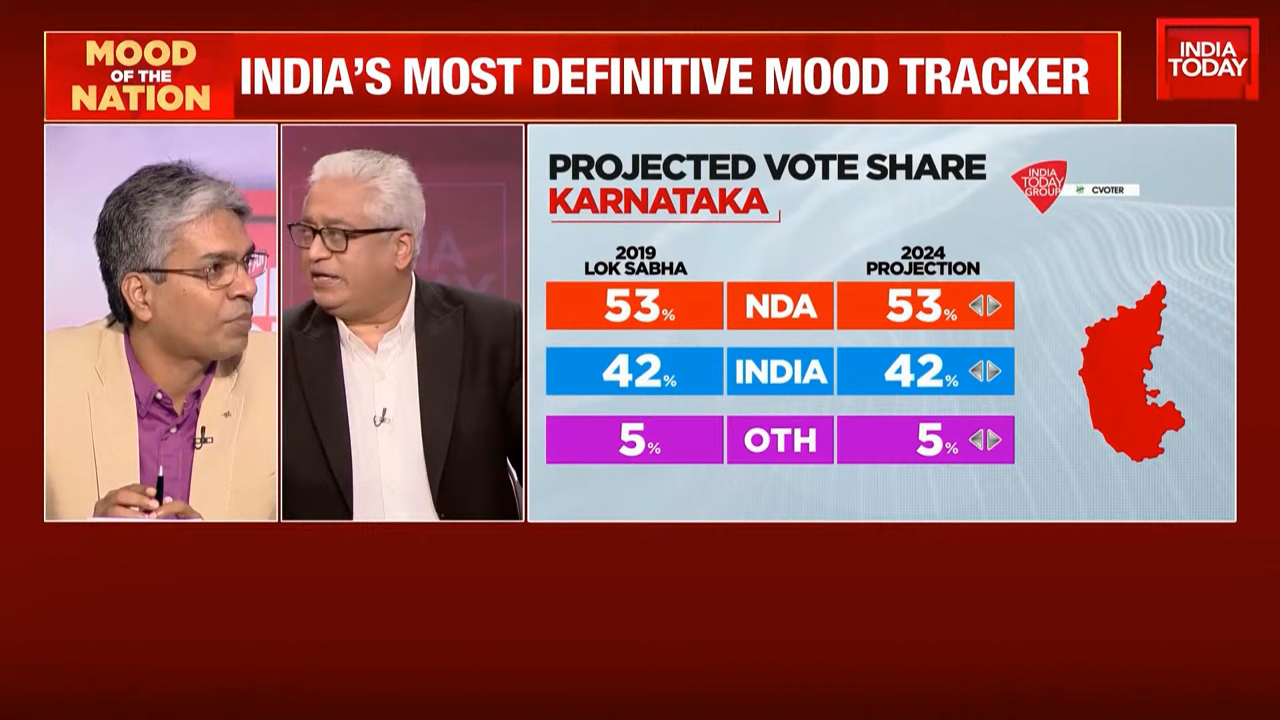 MOOD
OF THE
NATION
INDIA'S MOST DEFINITIVE MOOD TRACKER
INDIA
TODAY
PROJECTED VOTE SHARE
KARNATAKA
INDIA
TODAY
GROUP
CVOTER
2019
LOK SABHA
2024
PROJECTION
53% NDA 53%
42% INDIA 42%
5% OTH 5%